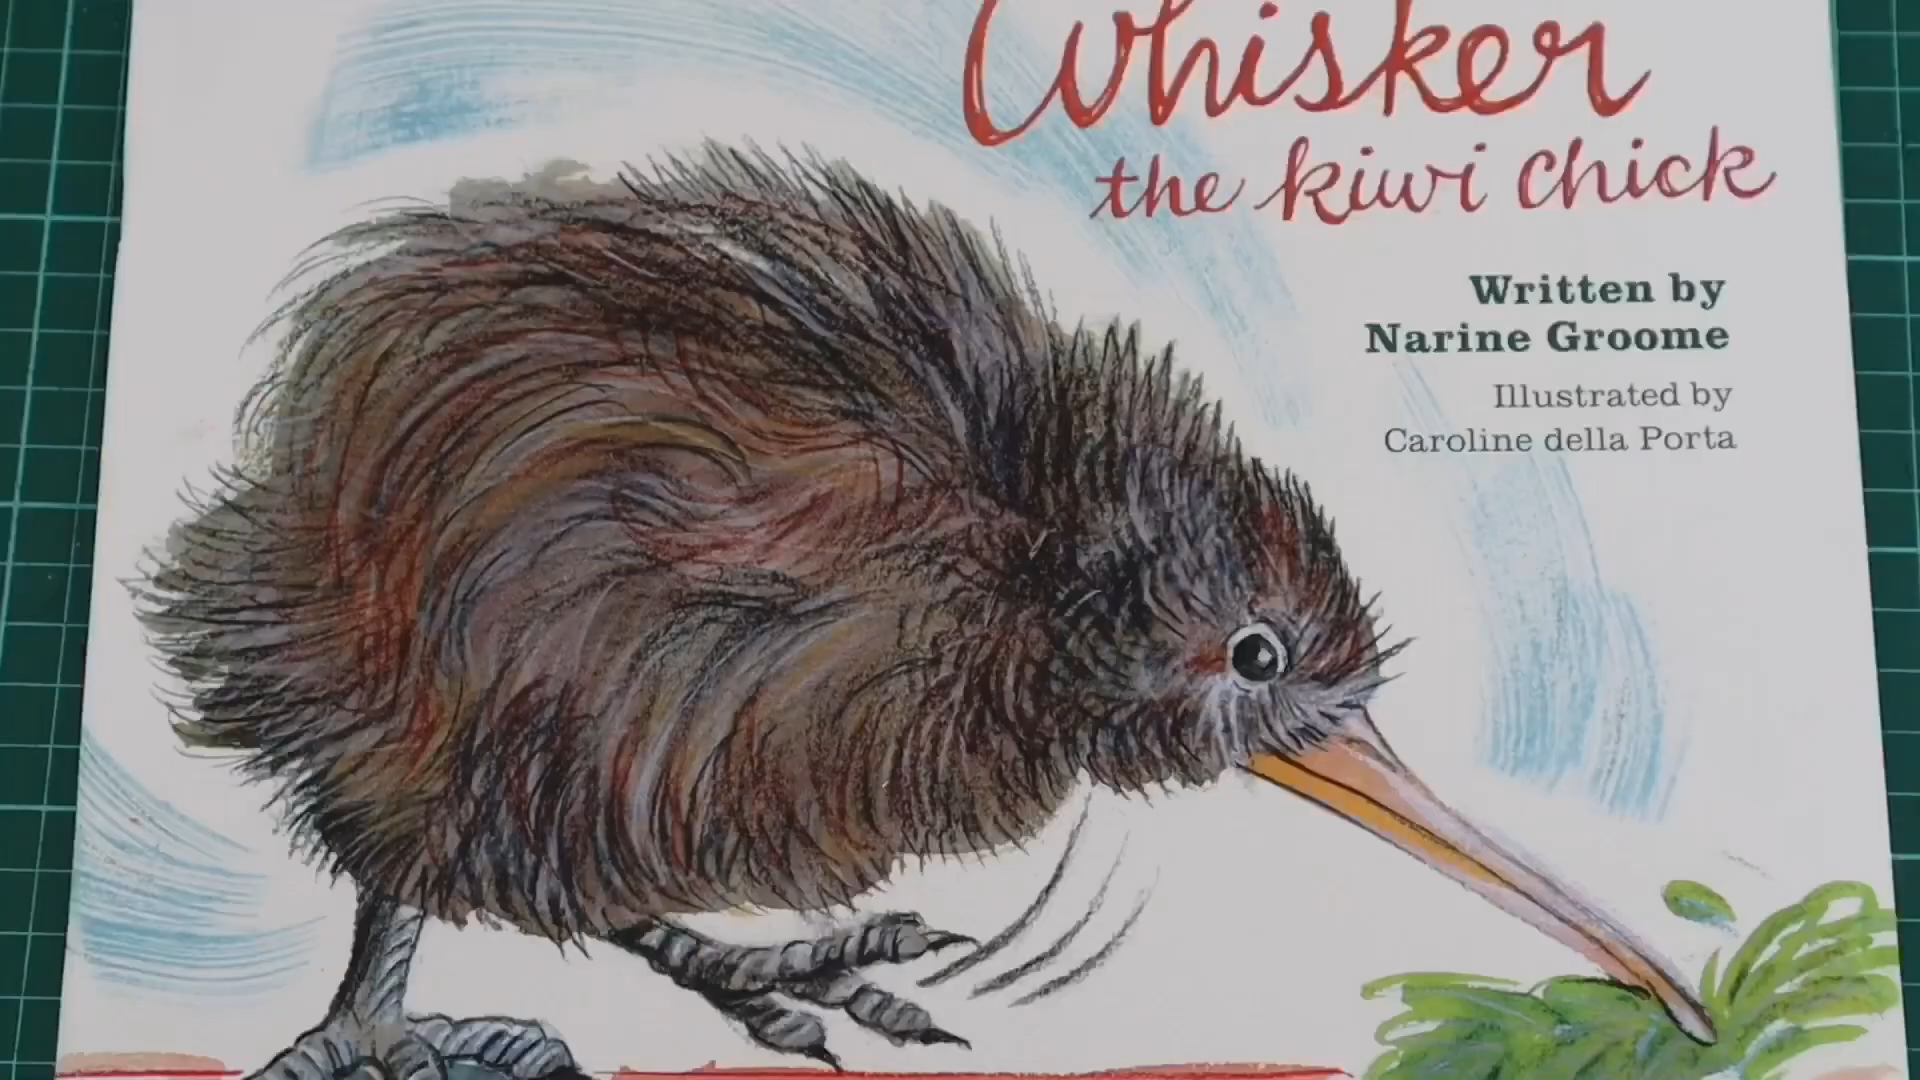 Whisker
the kiwi chick
Written by
Narine Groome
Illustrated by
Caroline della Porta